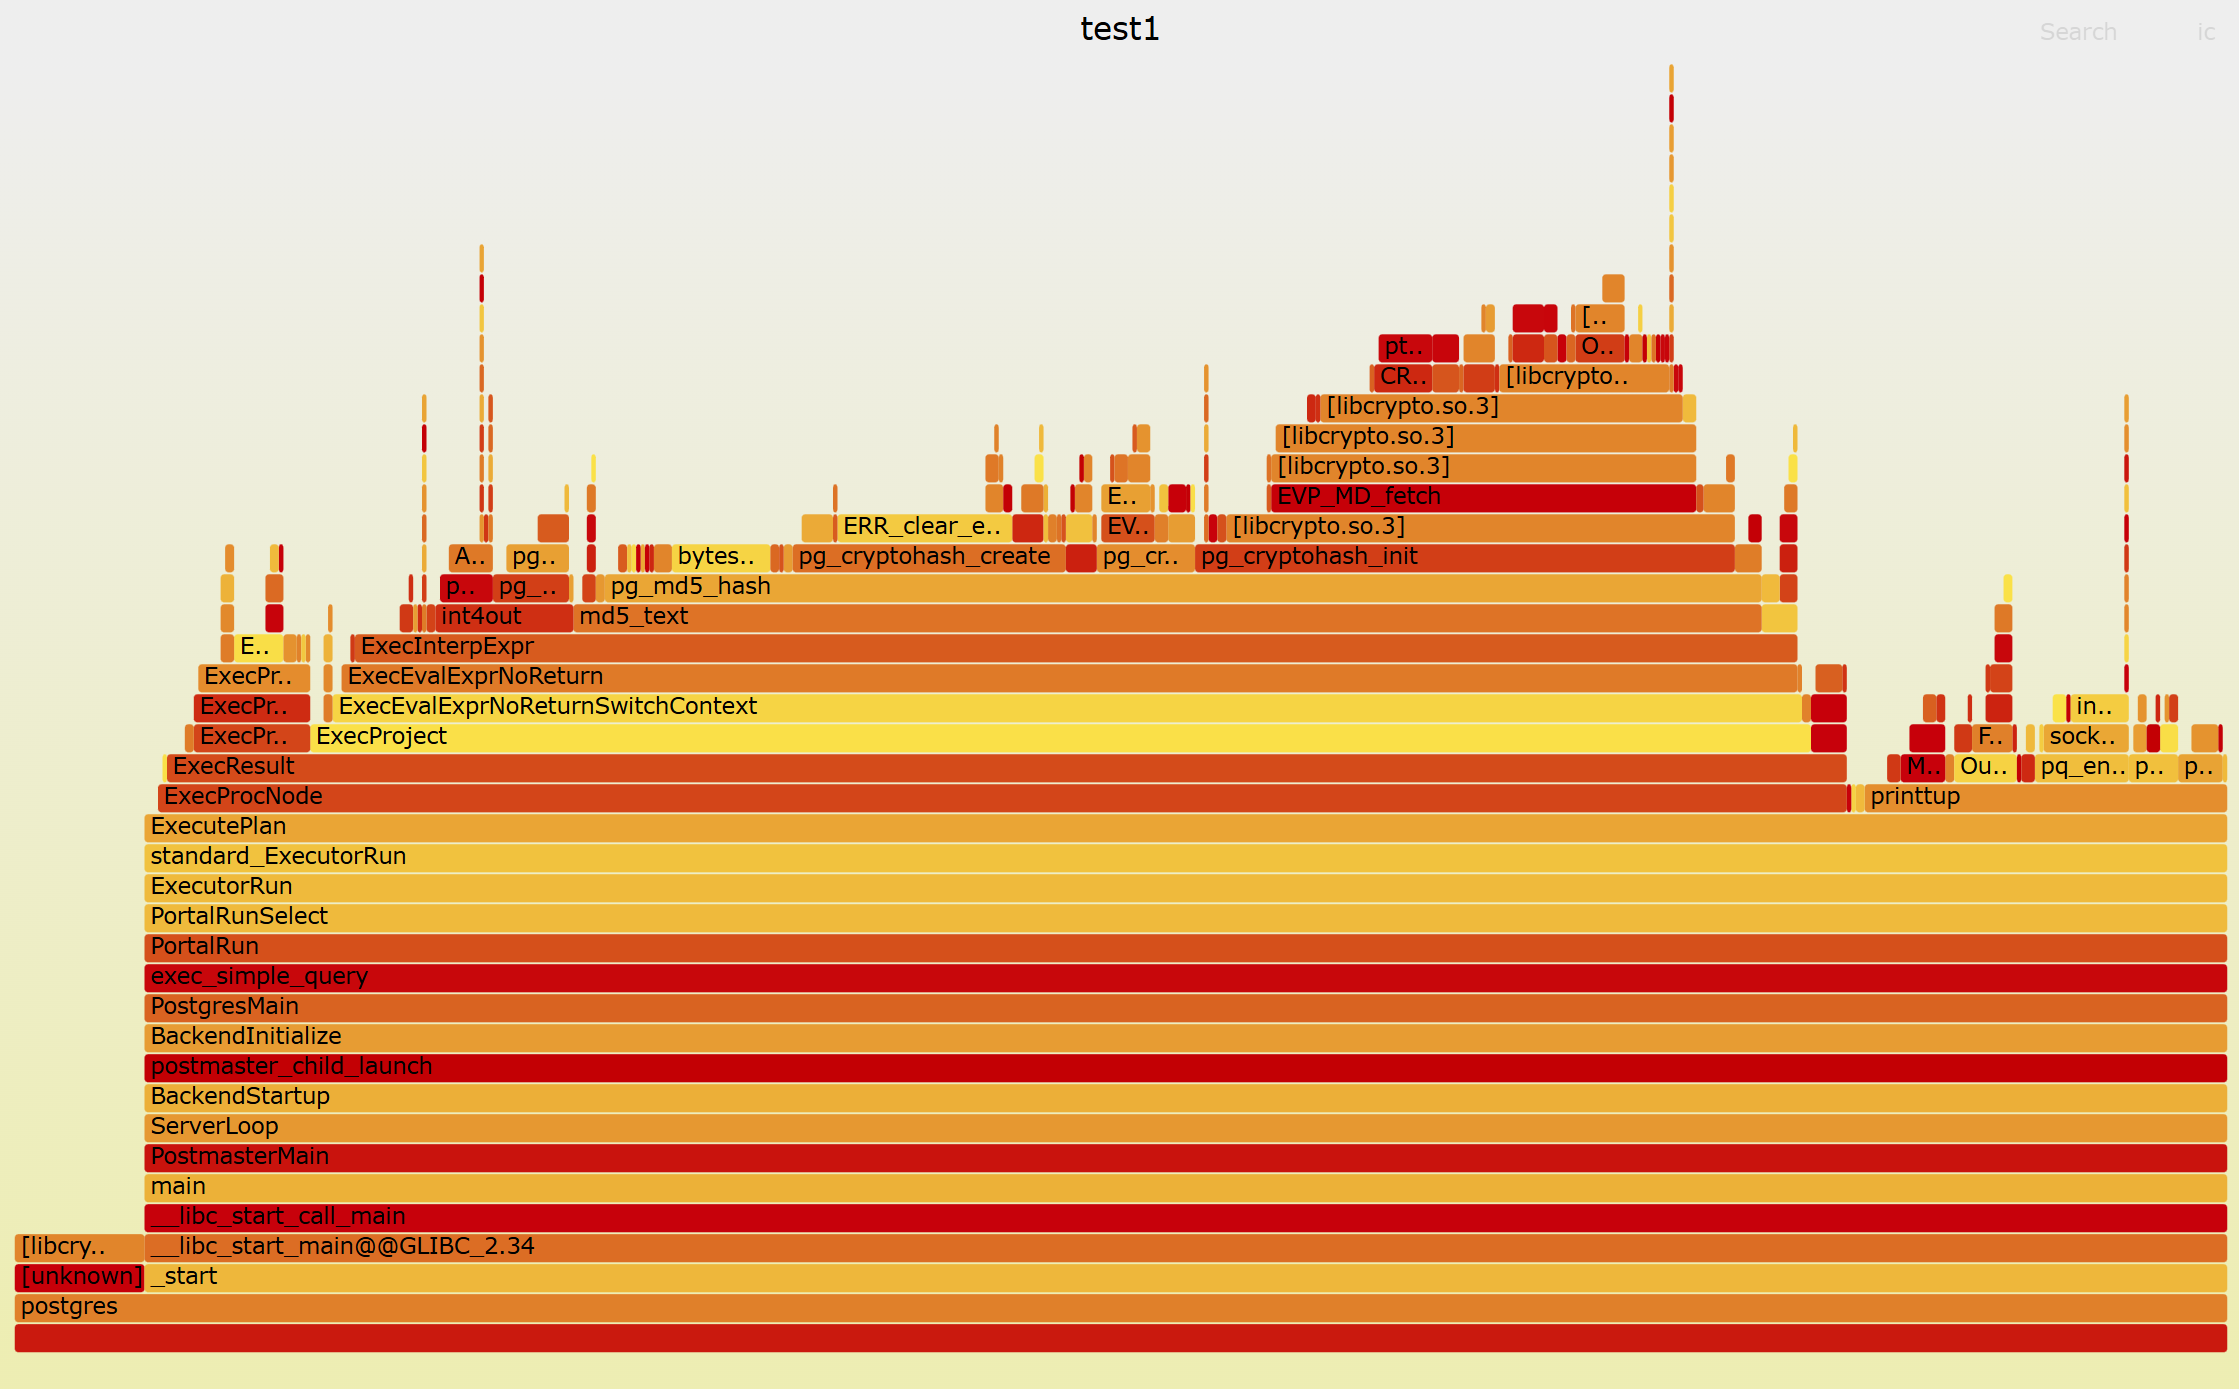 test1
Search
ic
[..
pt..
O..
CR..
[libcrypto..
[libcrypto.so.3]
[libcrypto.so.3]
[libcrypto.so.3]
E..
EVP_MD_fetch
ERR_clear_e..
EV..
[libcrypto.so.3]
A..
pg..
bytes..
pg_cryptohash_create
pg_cr..
pg_cryptohash_init
p..
pg_..
pg_md5_hash
int4out
md5_text
E..
ExecInterpExpr
ExecPr..
ExecEvalExprNoReturn
ExecPr..
ExecEvalExprNoReturnSwitchContext
in..
ExecPr..
ExecProject
F..
sock..
ExecResult
M..
Ou..
pq_en..
p..
p..
ExecProcNode
printtup
ExecutePlan
standard_ExecutorRun
ExecutorRun
PortalRunSelect
PortalRun
exec_simple_query
PostgresMain
BackendInitialize
postmaster_child_launch
BackendStartup
ServerLoop
PostmasterMain
main
__libc_start_call_main
[libcry..
__libc_start_main@@GLIBC_2.34
[unknown]
_start
postgres